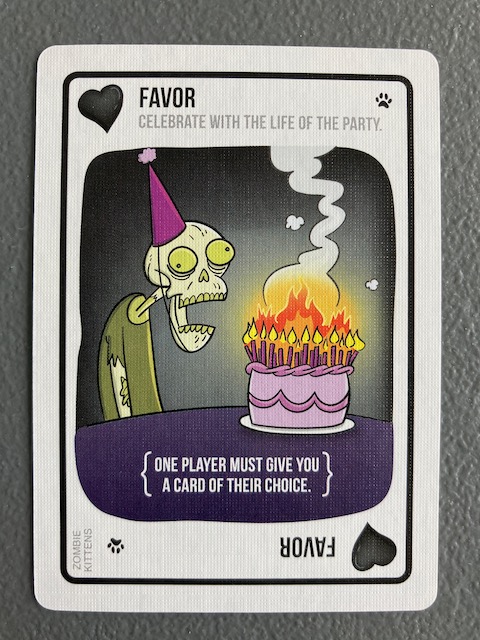 FAVOR
CELEBRATE WITH THE LIFE OF THE PARTY.
{ONE PLAYER MUST GIVE YOU
A CARD OF THEIR CHOICE.}
ZOMBIE
KITTENS
FAVOR